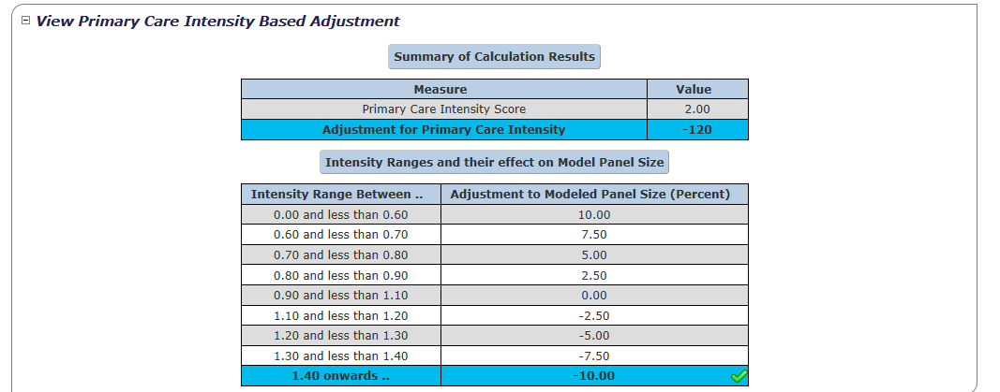 View Primary Care Intensity Based Adjustment
Summary of Calculation Results
Measure Value
Primary Care Intensity Score 2.00
Adjustment for Primary Care Intensity -120
Intensity Ranges and their effect on Model Panel Size
Intensity Range Between .. Adjustment to Modeled Panel Size (Percent)
0.00 and less than 0.60 10.00
0.60 and less than 0.70 7.50
0.70 and less than 0.80 5.00
0.80 and less than 0.90 2.50
0.90 and less than 1.10 0.00
1.10 and less than 1.20 -2.50
1.20 and less than 1.30 -5.00
1.30 and less than 1.40 -7.50
1.40 onwards .. -10.00